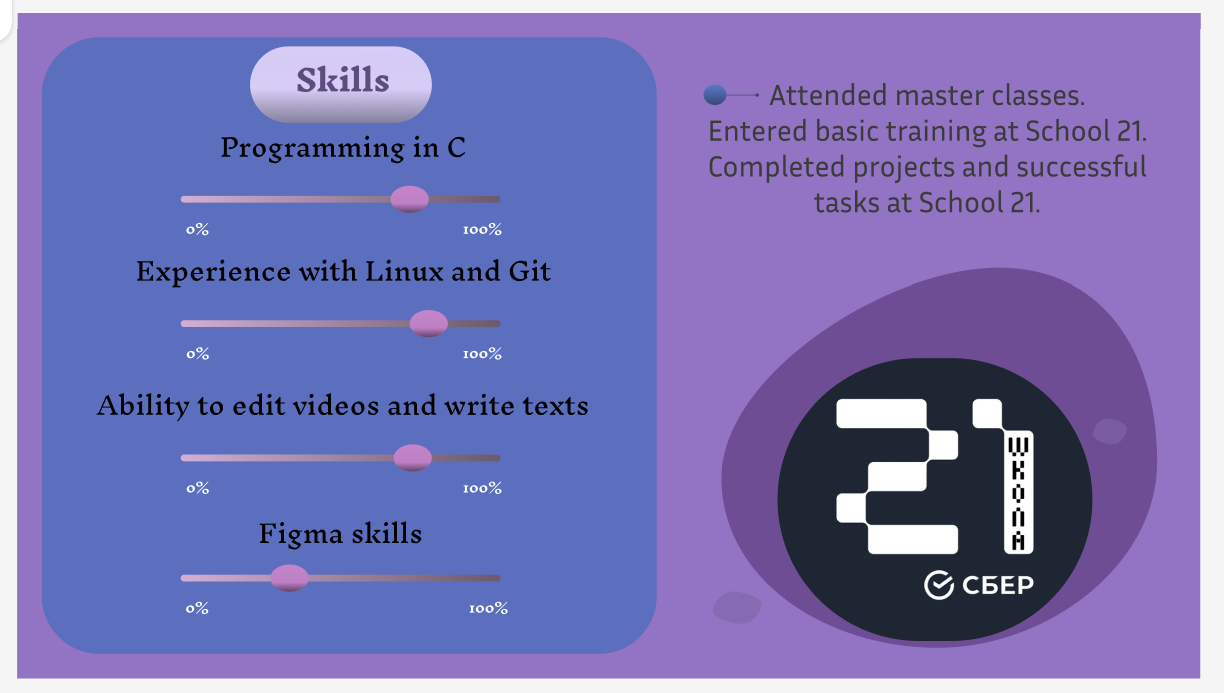 Skills
Programming in C
0%
100%
Experience with Linux and Git
0%
100%
Ability to edit videos and write texts
0%
100%
Figma skills
0%
100%
Attended master classes.
Entered basic training at School 21.
Completed projects and successful
tasks at School 21.
21
ШКОЛА
СБЕР